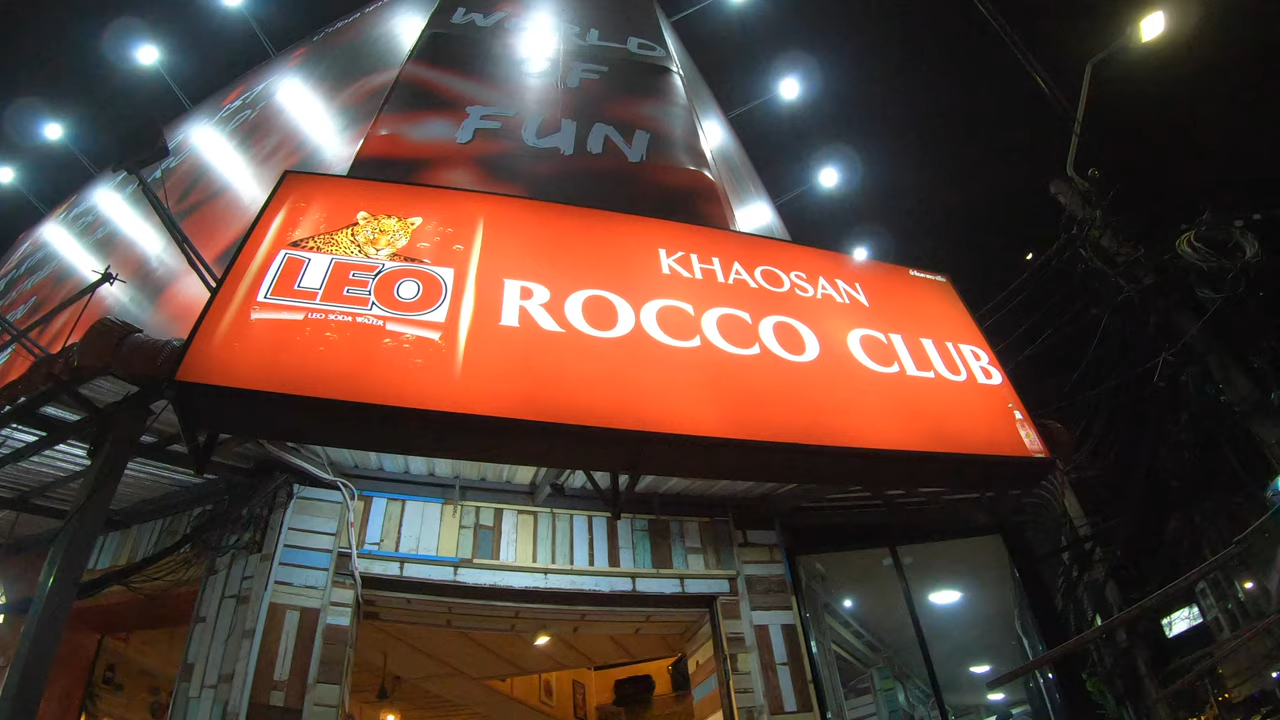 WORLD
OF
FUN
LEO
LEO SODA WATER
KHAOSAN
ROCCO CLUB